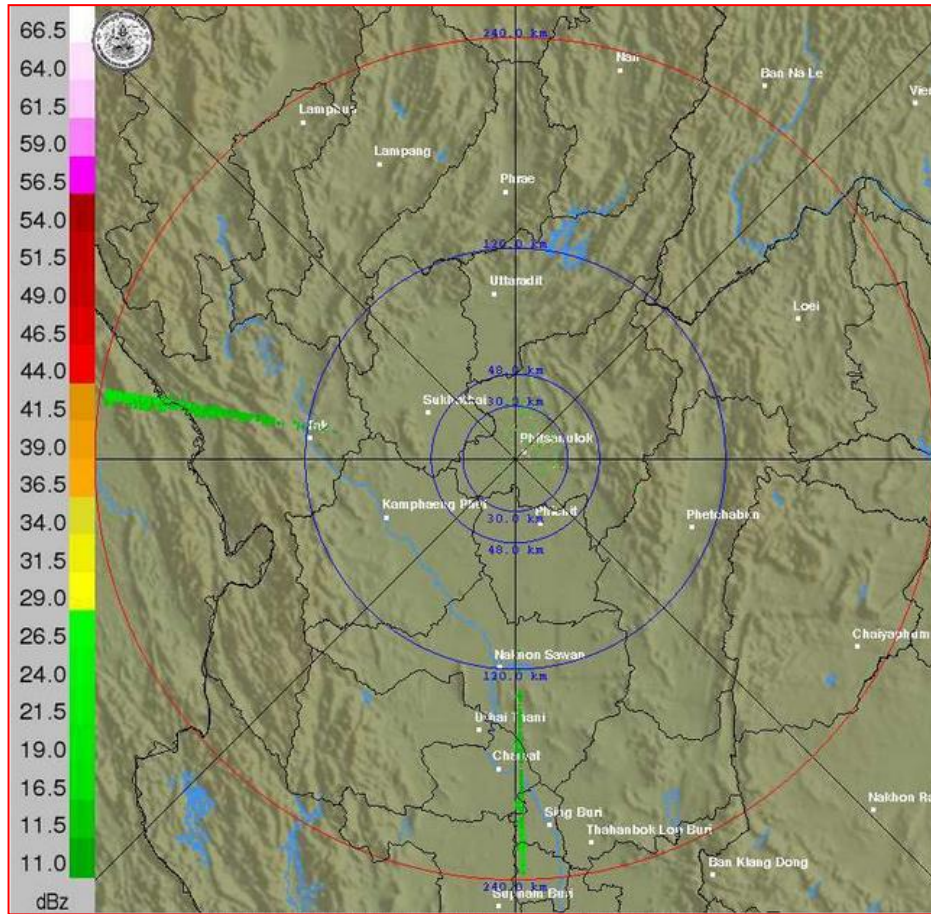 66.5
64.0
61.5
59.0
56.5
54.0
51.5
49.0
46.5
44.0
41.5
39.0
36.5
34.0
31.5
29.0
26.5
24.0
21.5
19.0
16.5
11.5
11.0
dBz
240.0 km
Nan
Ban Na Le
Lamphun
Lampang
Phrae
120.0 km
Uttaradit
Loei
48.0 km
30.0 km
Sukhothai
Tak
Phitsanulok
Kamphaeng Phet
Phichit
30.0 km
48.0 km
Phetchabun
Chaiyaphum
Nakhon Sawan
120.0 km
Uthai Thani
Chainat
Nakhon Ra
Sing Buri
Thahanbok Lop Buri
Ban Klang Dong
240.0 km
Suphan Buri